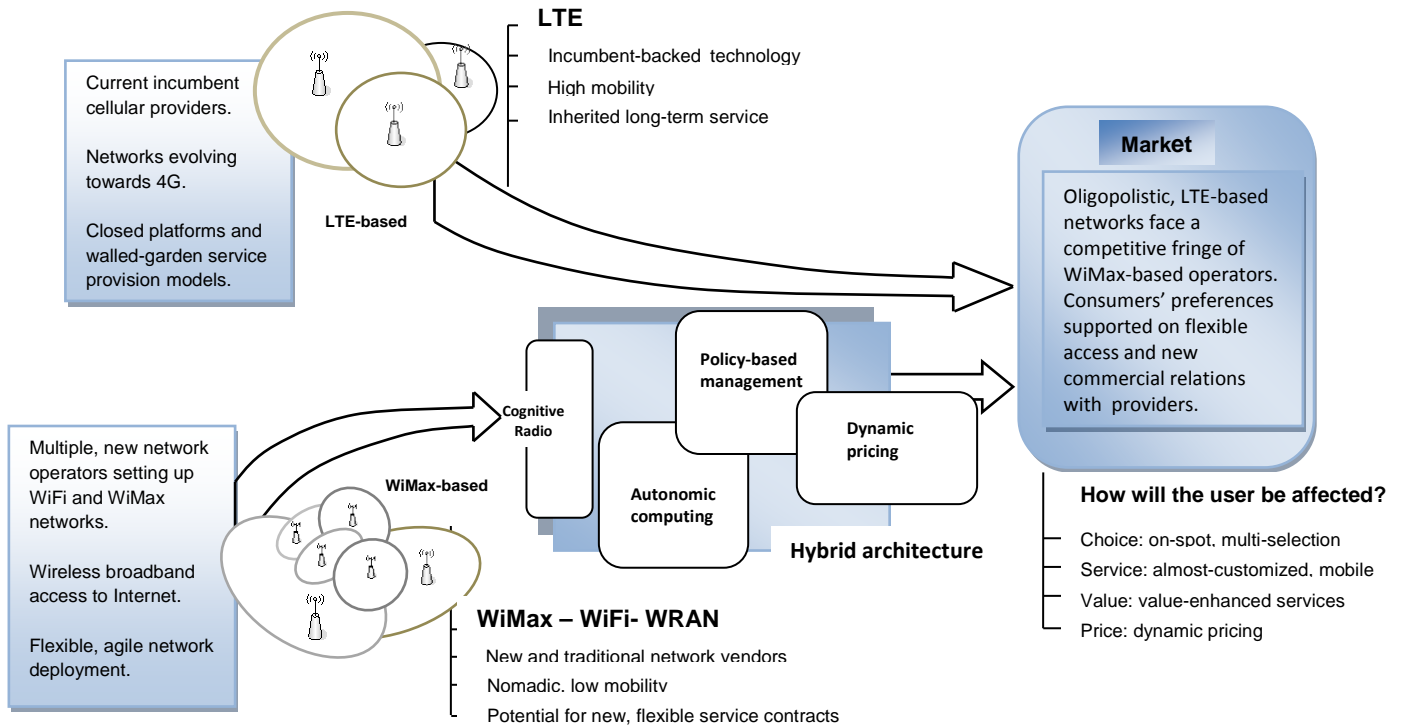 LTE
Incumbent-backed technology
High mobility
Inherited long-term service
Current incumbent
cellular providers.
Networks evolving
towards 4G.
Closed platforms and
walled-garden service
provision models.
LTE-based
Market
Oligopolistic, LTE-based
networks face a
competitive fringe of
WiMax-based operators.
Consumers’ preferences
supported on flexible
access and new
commercial relations
with providers.
Policy-based
management
Cognitive
Radio
Dynamic
pricing
Autonomic
computing
Hybrid architecture
Multiple, new network
operators setting up
WiFi and WiMax
networks.
Wireless broadband
access to Internet.
Flexible, agile network
deployment.
WiMax-based
WiMax – WiFi- WRAN
New and traditional network vendors
Nomadic, low mobility
Potential for new, flexible service contracts
How will the user be affected?
Choice: on-spot, multi-selection
Service: almost-customized, mobile
Value: value-enhanced services
Price: dynamic pricing